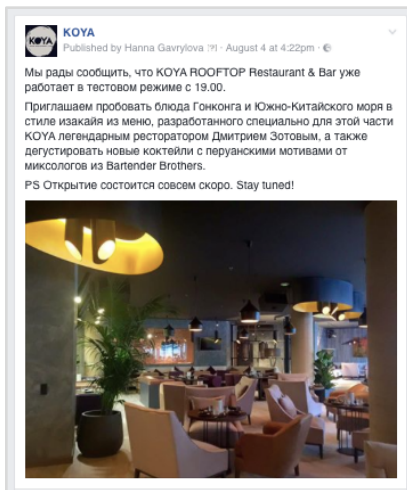 KOYA
KOYA
Published by Hanna Gavrylova [?] · August 4 at 4:22pm ·
Мы рады сообщить, что KOYA ROOFTOP Restaurant & Bar уже
работает в тестовом режиме с 19.00.
Приглашаем пробовать блюда Гонконга и Южно-Китайского моря в
стиле изакайя из меню, разработанного специально для этой части
KOYA легендарным ресторатором Дмитрием Зотовым, а также
дегустировать новые коктейли с перуанскими мотивами от
миксологов из Bartender Brothers.
PS Открытие состоится совсем скоро. Stay tuned!